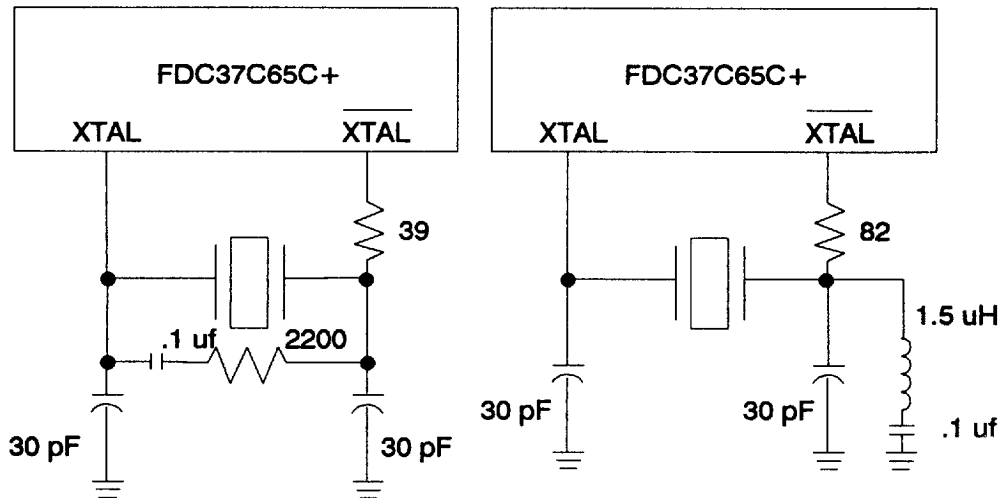 FDC37C65C+
XTAL
XTAL
39
.1 uf
2200
30 pF
30 pF
FDC37C65C+
XTAL
XTAL
82
1.5 uH
30 pF
30 pF
.1 uf